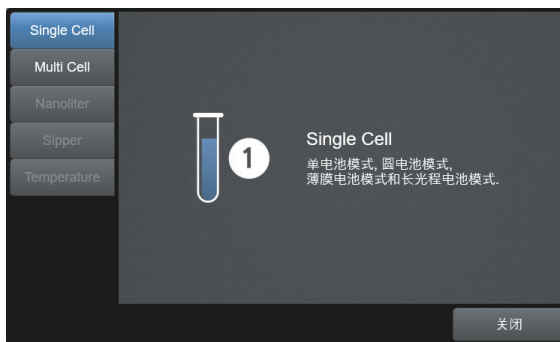 Single Cell
Multi Cell
Nanoliter
Sipper
Temperature
1
Single Cell
单电池模式, 圆电池模式,
薄膜电池模式和长光程电池模式.
关闭